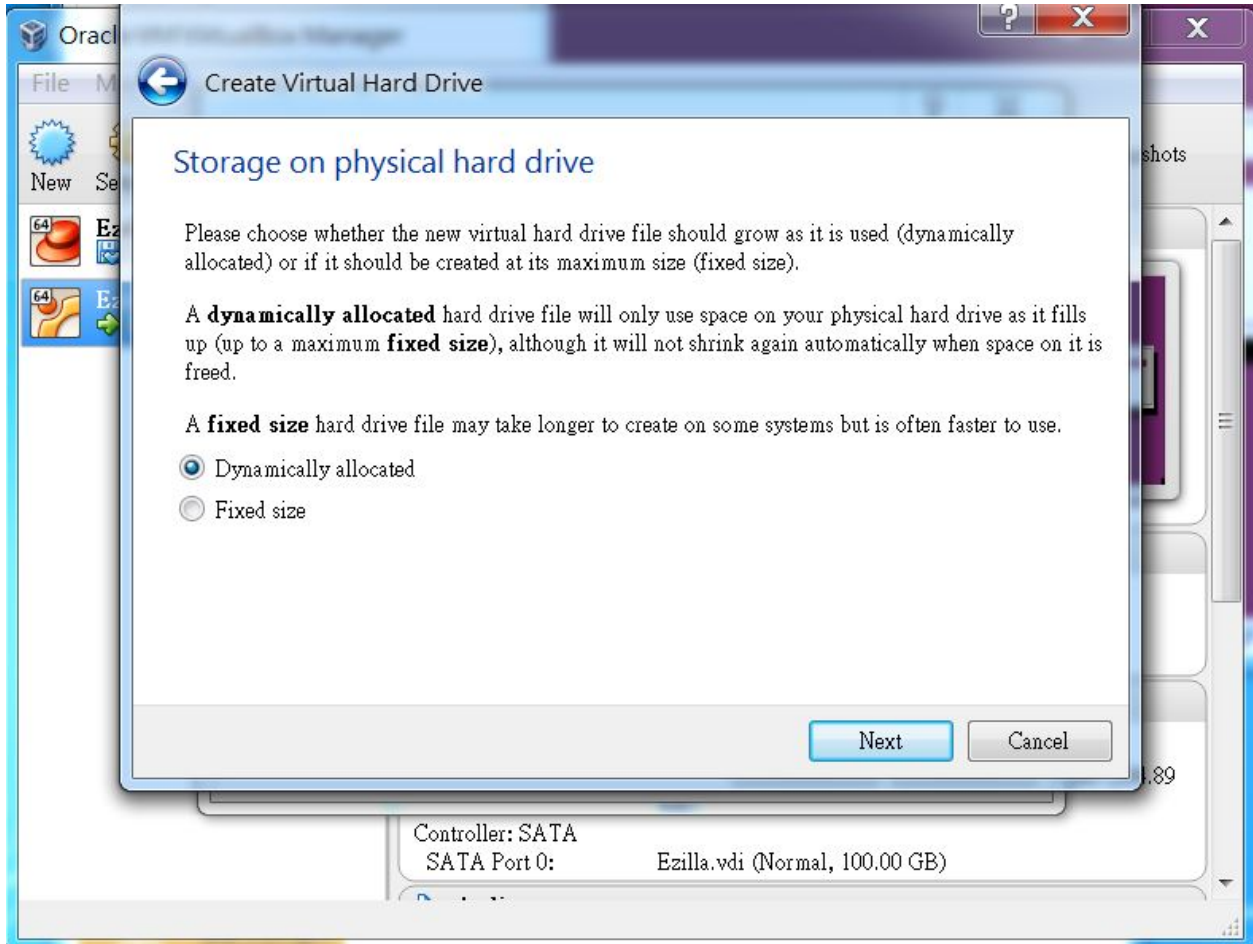 Oracl
File M
Create Virtual Hard Drive
? X
X
New Se
shots
64 Ez
64 Ez
Storage on physical hard drive
Please choose whether the new virtual hard drive file should grow as it is used (dynamically
allocated) or if it should be created at its maximum size (fixed size).
A dynamically allocated hard drive file will only use space on your physical hard drive as it fills
up (up to a maximum fixed size), although it will not shrink again automatically when space on it is
freed.
A fixed size hard drive file may take longer to create on some systems but is often faster to use.
Dynamically allocated
Fixed size
Next Cancel
.89
Controller: SATA
SATA Port 0: Ezilla.vdi (Normal, 100.00 GB)